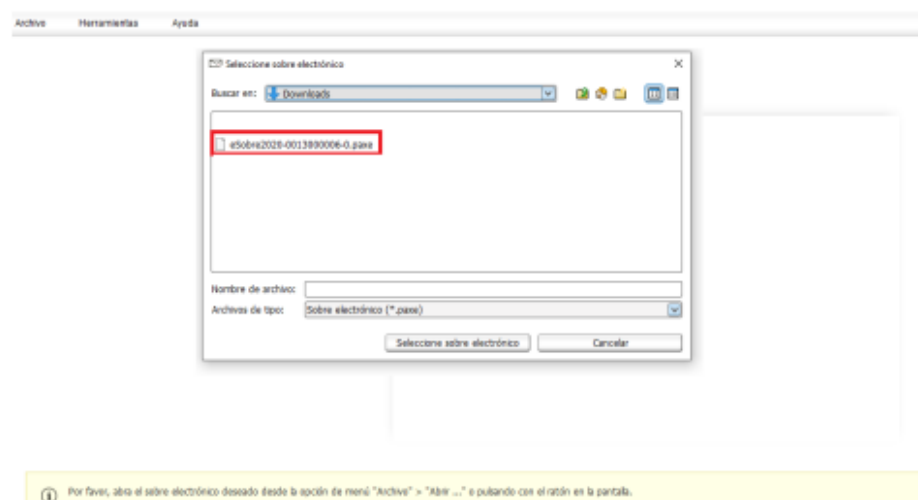 Archivo Herramientas Ayuda
Seleccione sobre electrónico
Buscar en: Downloads
eSobre2020-0013800006-0.paxe
Nombre de archivo:
Archivos de tipo: Sobre electrónico (*.paxe)
Seleccione sobre electrónico Cancelar
Por favor, abra el sobre electrónico deseado desde la opción de menú "Archivo" > "Abrir ..." o pulsando con el ratón en la pantalla.